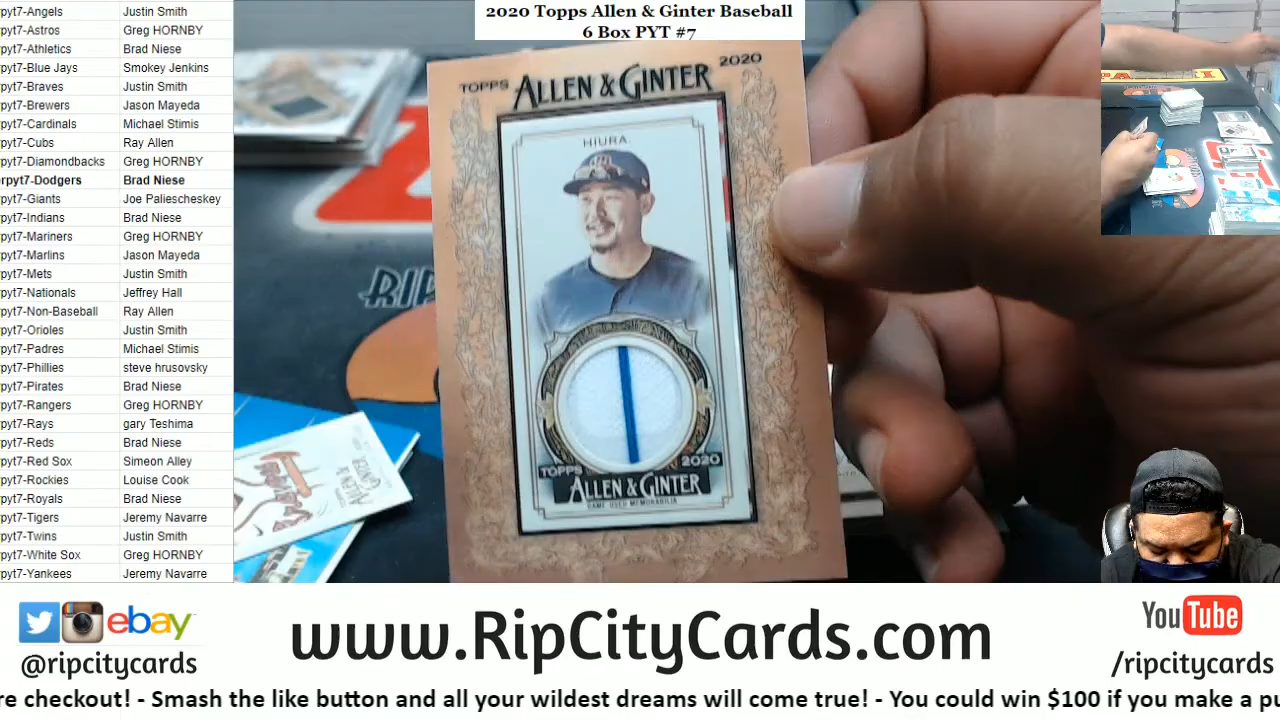 pyt7-Angels Justin Smith
pyt7-Astros Greg HORNBY
pyt7-Athletics Brad Niese
pyt7-Blue Jays Smokey Jenkins
pyt7-Braves Justin Smith
pyt7-Brewers Jason Mayeda
pyt7-Cardinals Michael Stimis
pyt7-Cubs Ray Allen
pyt7-Diamondbacks Greg HORNBY
erpyt7-Dodgers Brad Niese
pyt7-Giants Joe Paliescheskey
pyt7-Indians Brad Niese
pyt7-Mariners Greg HORNBY
pyt7-Marlins Jason Mayeda
pyt7-Mets Justin Smith
pyt7-Nationals Jeffrey Hall
pyt7-Non-Baseball Ray Allen
pyt7-Orioles Justin Smith
pyt7-Padres Michael Stimis
pyt7-Phillies steve hrusovsky
pyt7-Pirates Brad Niese
pyt7-Rangers Greg HORNBY
pyt7-Rays gary Teshima
pyt7-Reds Brad Niese
pyt7-Red Sox Simeon Alley
pyt7-Rockies Louise Cook
pyt7-Royals Brad Niese
pyt7-Tigers Jeremy Navarre
pyt7-Twins Justin Smith
pyt7-White Sox Greg HORNBY
pyt7-Yankees Jeremy Navarre
2020 Topps Allen & Ginter Baseball
6 Box PYT #7
TOPPS ALLEN & GINTER 2020
HIURA
TOPPS 2020
ALLEN & GINTER
GAME USED MEMORABILIA
RIP
ebay
@ripcitycards
www.RipCityCards.com
YouTube
/ripcitycards
re checkout! - Smash the like button and all your wildest dreams will come true! - You could win $100 if you make a pu